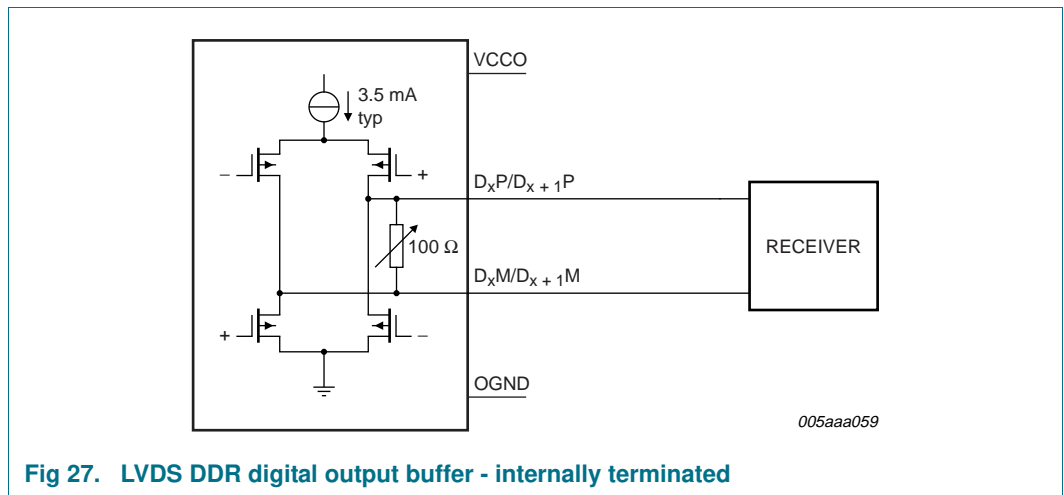 VCCO
3.5 mA
typ
–
+
DxP/Dx + 1P
100 Ω
RECEIVER
DxM/Dx + 1M
+
–
OGND
005aaa059
Fig 27. LVDS DDR digital output buffer - internally terminated